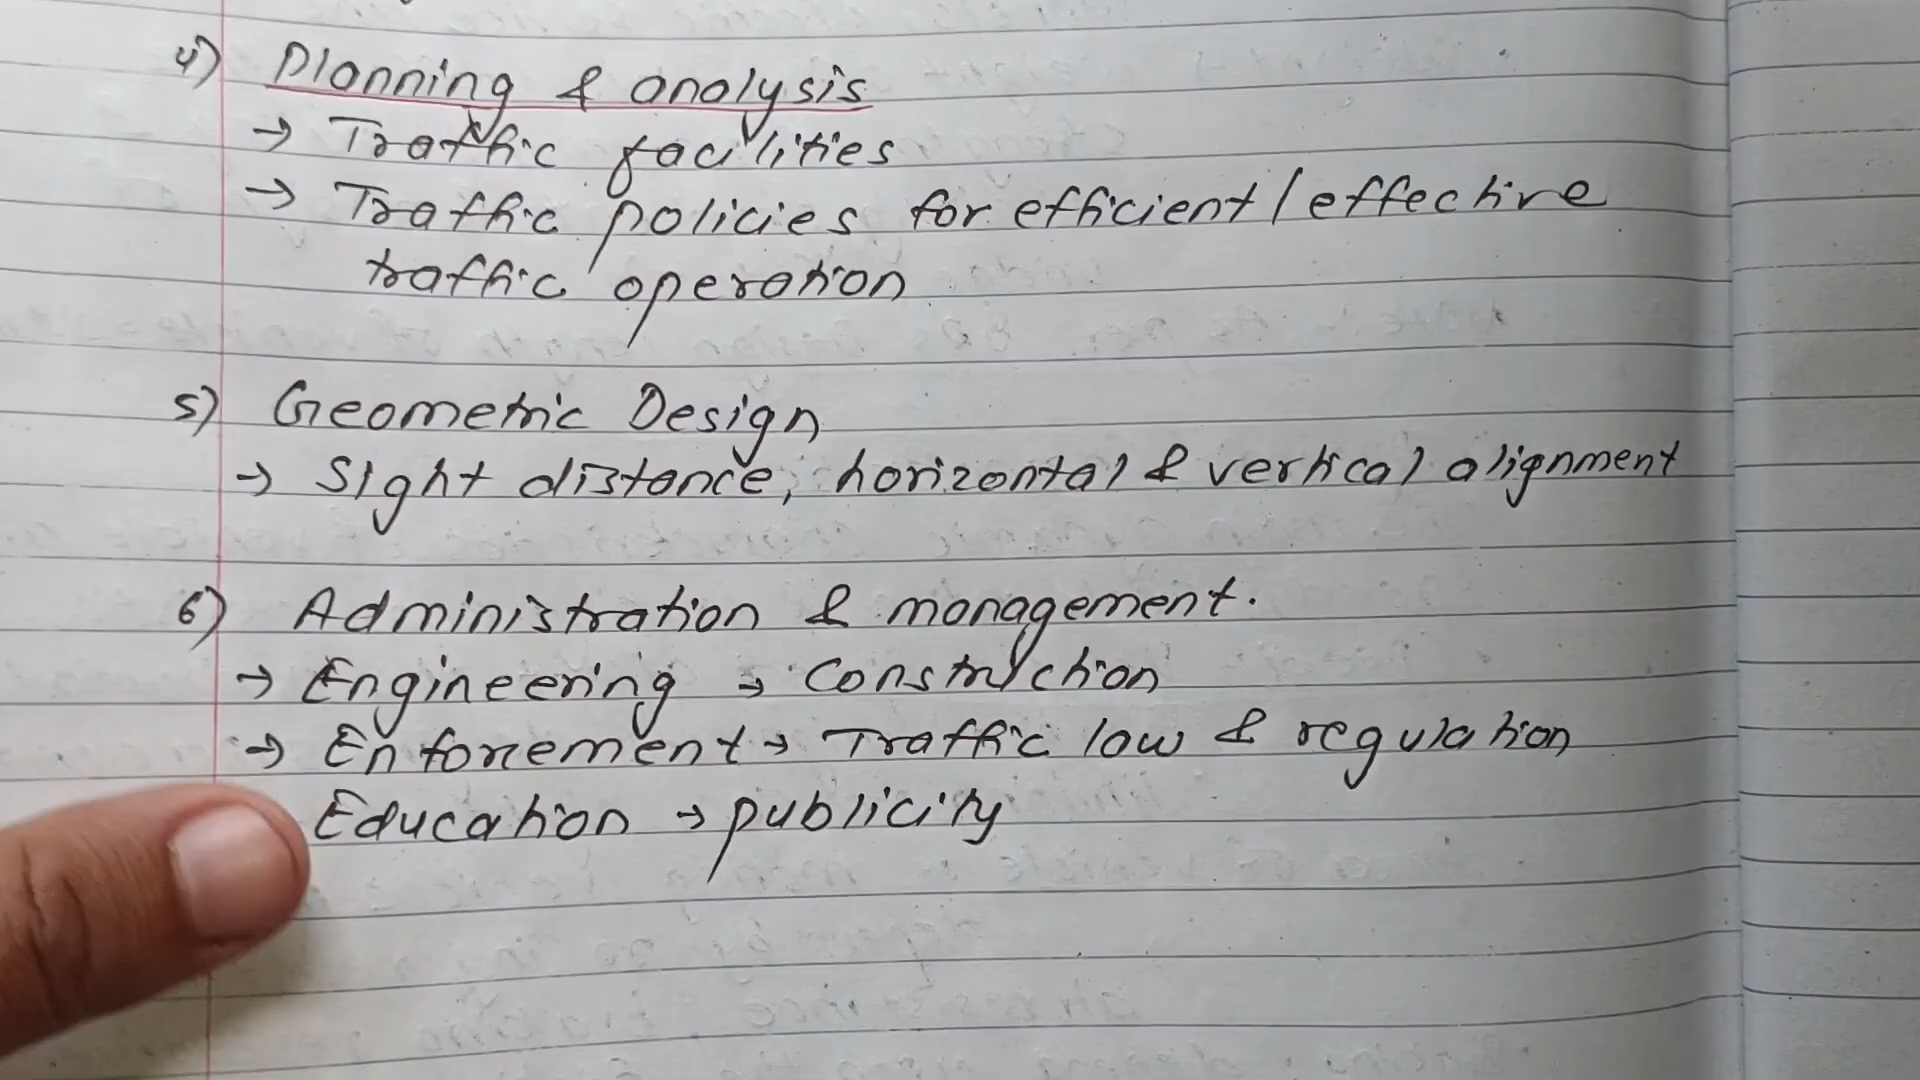 4) Planning & analysis
→ Traffic facilities
→ Traffic policies for efficient / effective
traffic operation
5) Geometric Design
→ Sight distance, horizontal & vertical alignment
6) Administration & management.
→ Engineering → Construction
→ Enforcement → Traffic law & regulation
Education → publicity